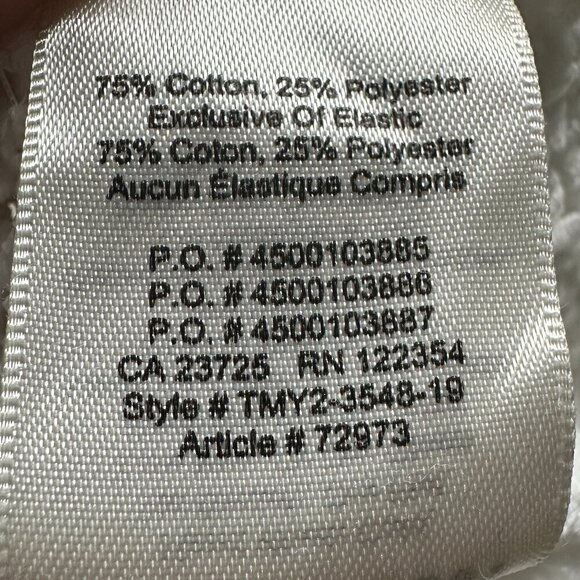 75% Cotton, 25% Polyester
Exclusive Of Elastic
75% Coton, 25% Polyester
Aucun Élastique Compris
P.O. # 4500103885
P.O. # 4500103886
P.O. # 4500103887
CA 23725 RN 122354
Style # TMY2-3548-19
Article # 72973